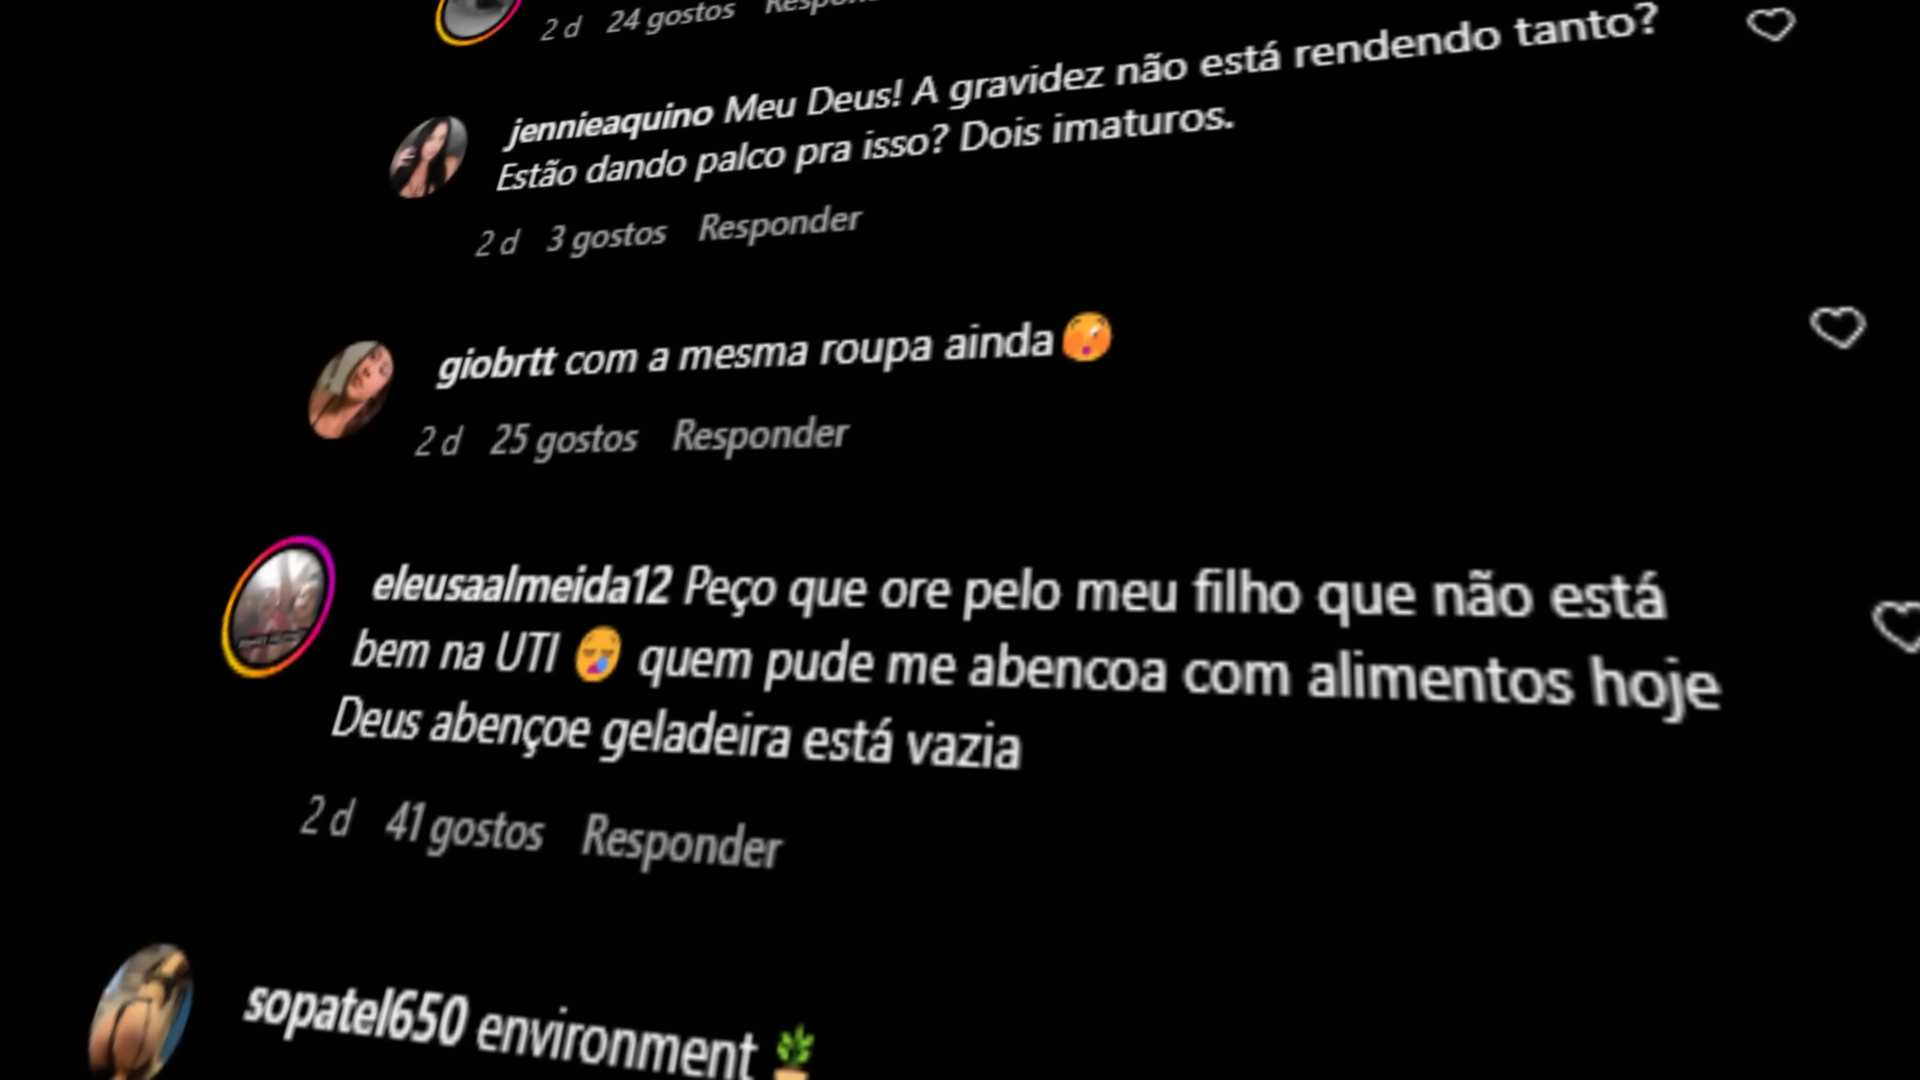 2 d 24 gostos
jennieaquino Meu Deus! A gravidez não está rendendo tanto?
Estão dando palco pra isso? Dois imaturos.
2 d 3 gostos Responder
giobrtt com a mesma roupa ainda
2 d 25 gostos Responder
eleusaalmeida12 Peço que ore pelo meu filho que não está
bem na UTI 😪 quem pude me abencoa com alimentos hoje
Deus abençoe geladeira está vazia
2 d 41 gostos Responder
sopatel650 environment 🪴